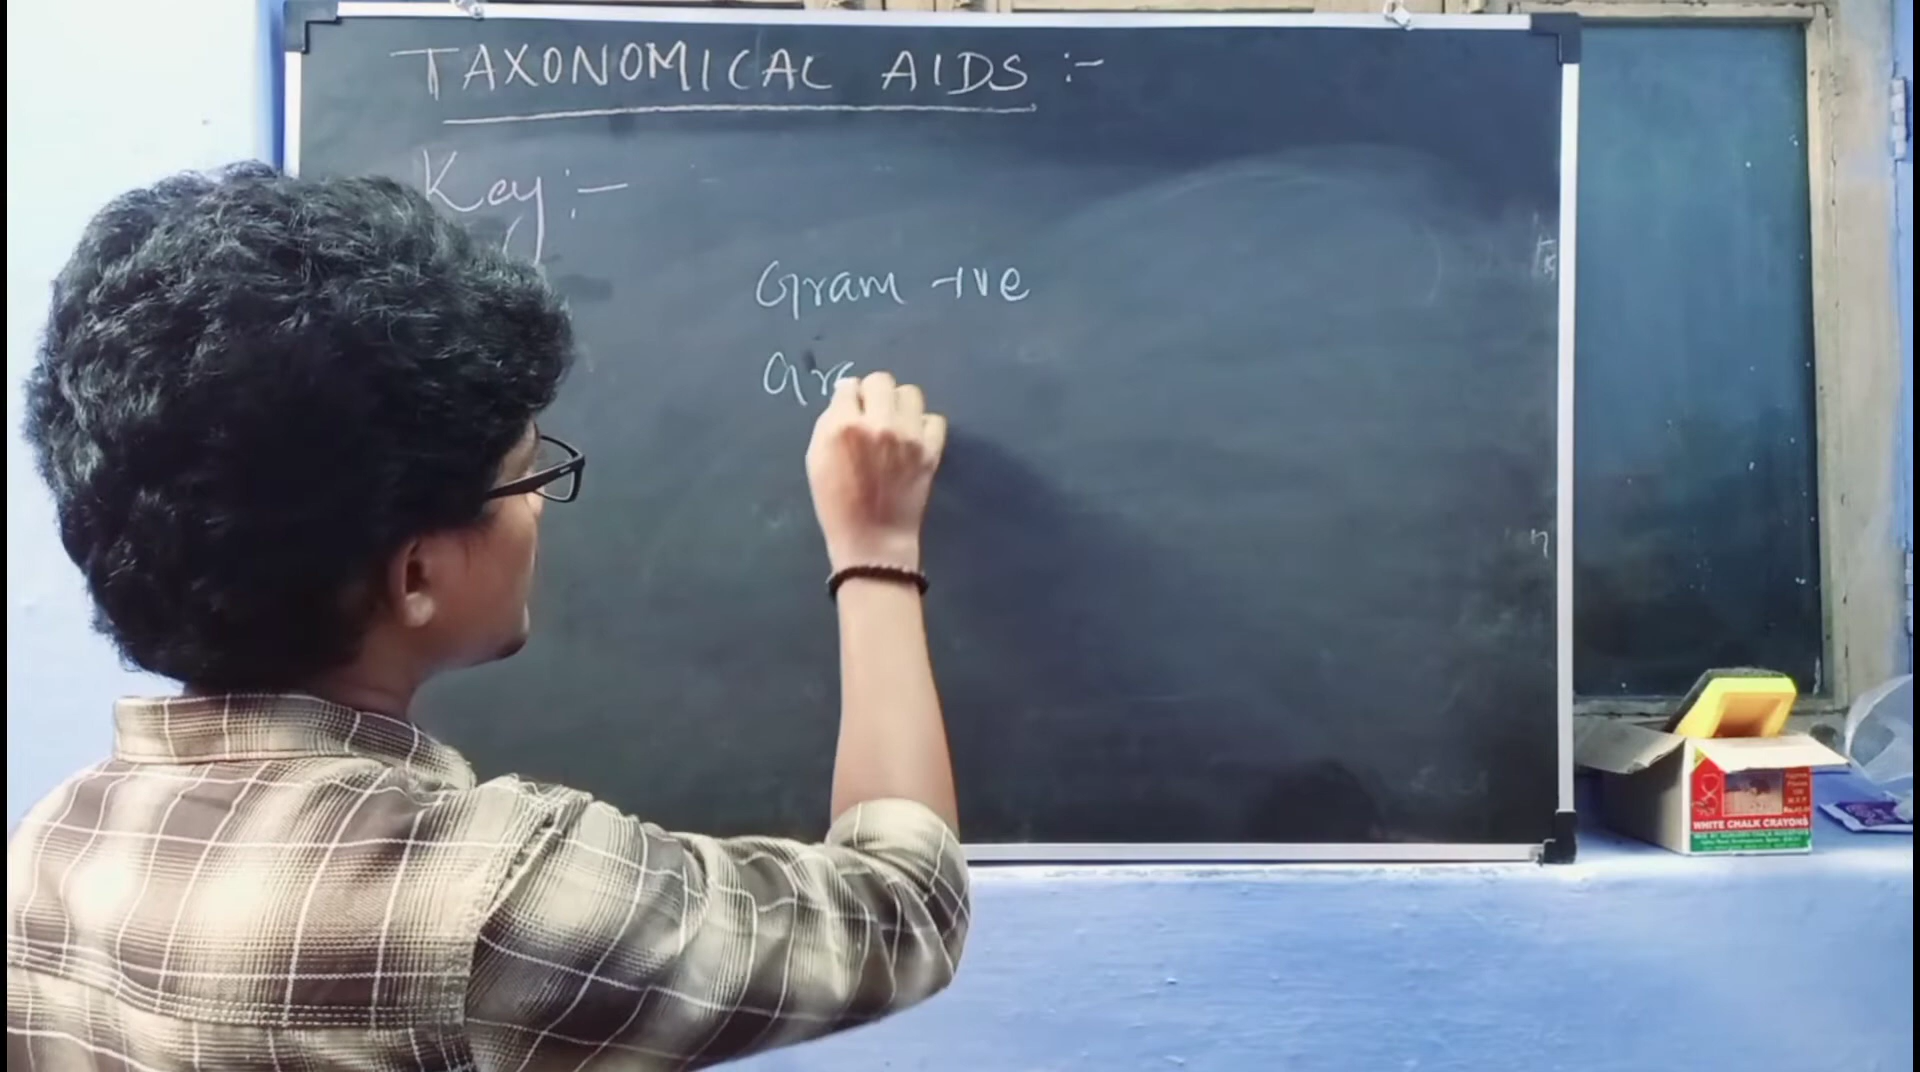 TAXONOMICAL AIDS :-
Key :-
Gram +ve
Gra
WHITE CHALK CRAYONS